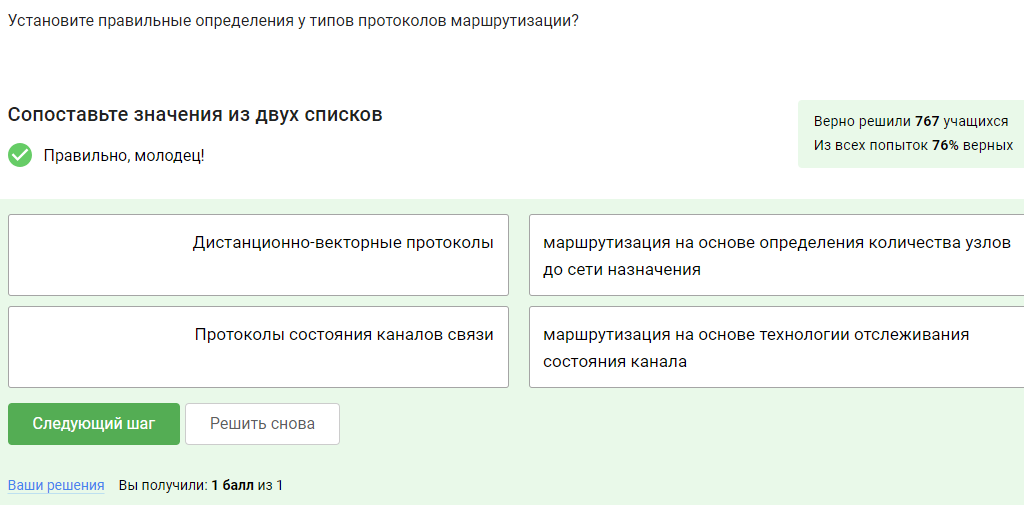 Установите правильные определения у типов протоколов маршрутизации?
Сопоставьте значения из двух списков
Верно решили 767 учащихся
Из всех попыток 76% верных
Правильно, молодец!
Дистанционно-векторные протоколы
маршрутизация на основе определения количества узлов
до сети назначения
Протоколы состояния каналов связи
маршрутизация на основе технологии отслеживания
состояния канала
Следующий шаг
Решить снова
Ваши решения
Вы получили: 1 балл из 1